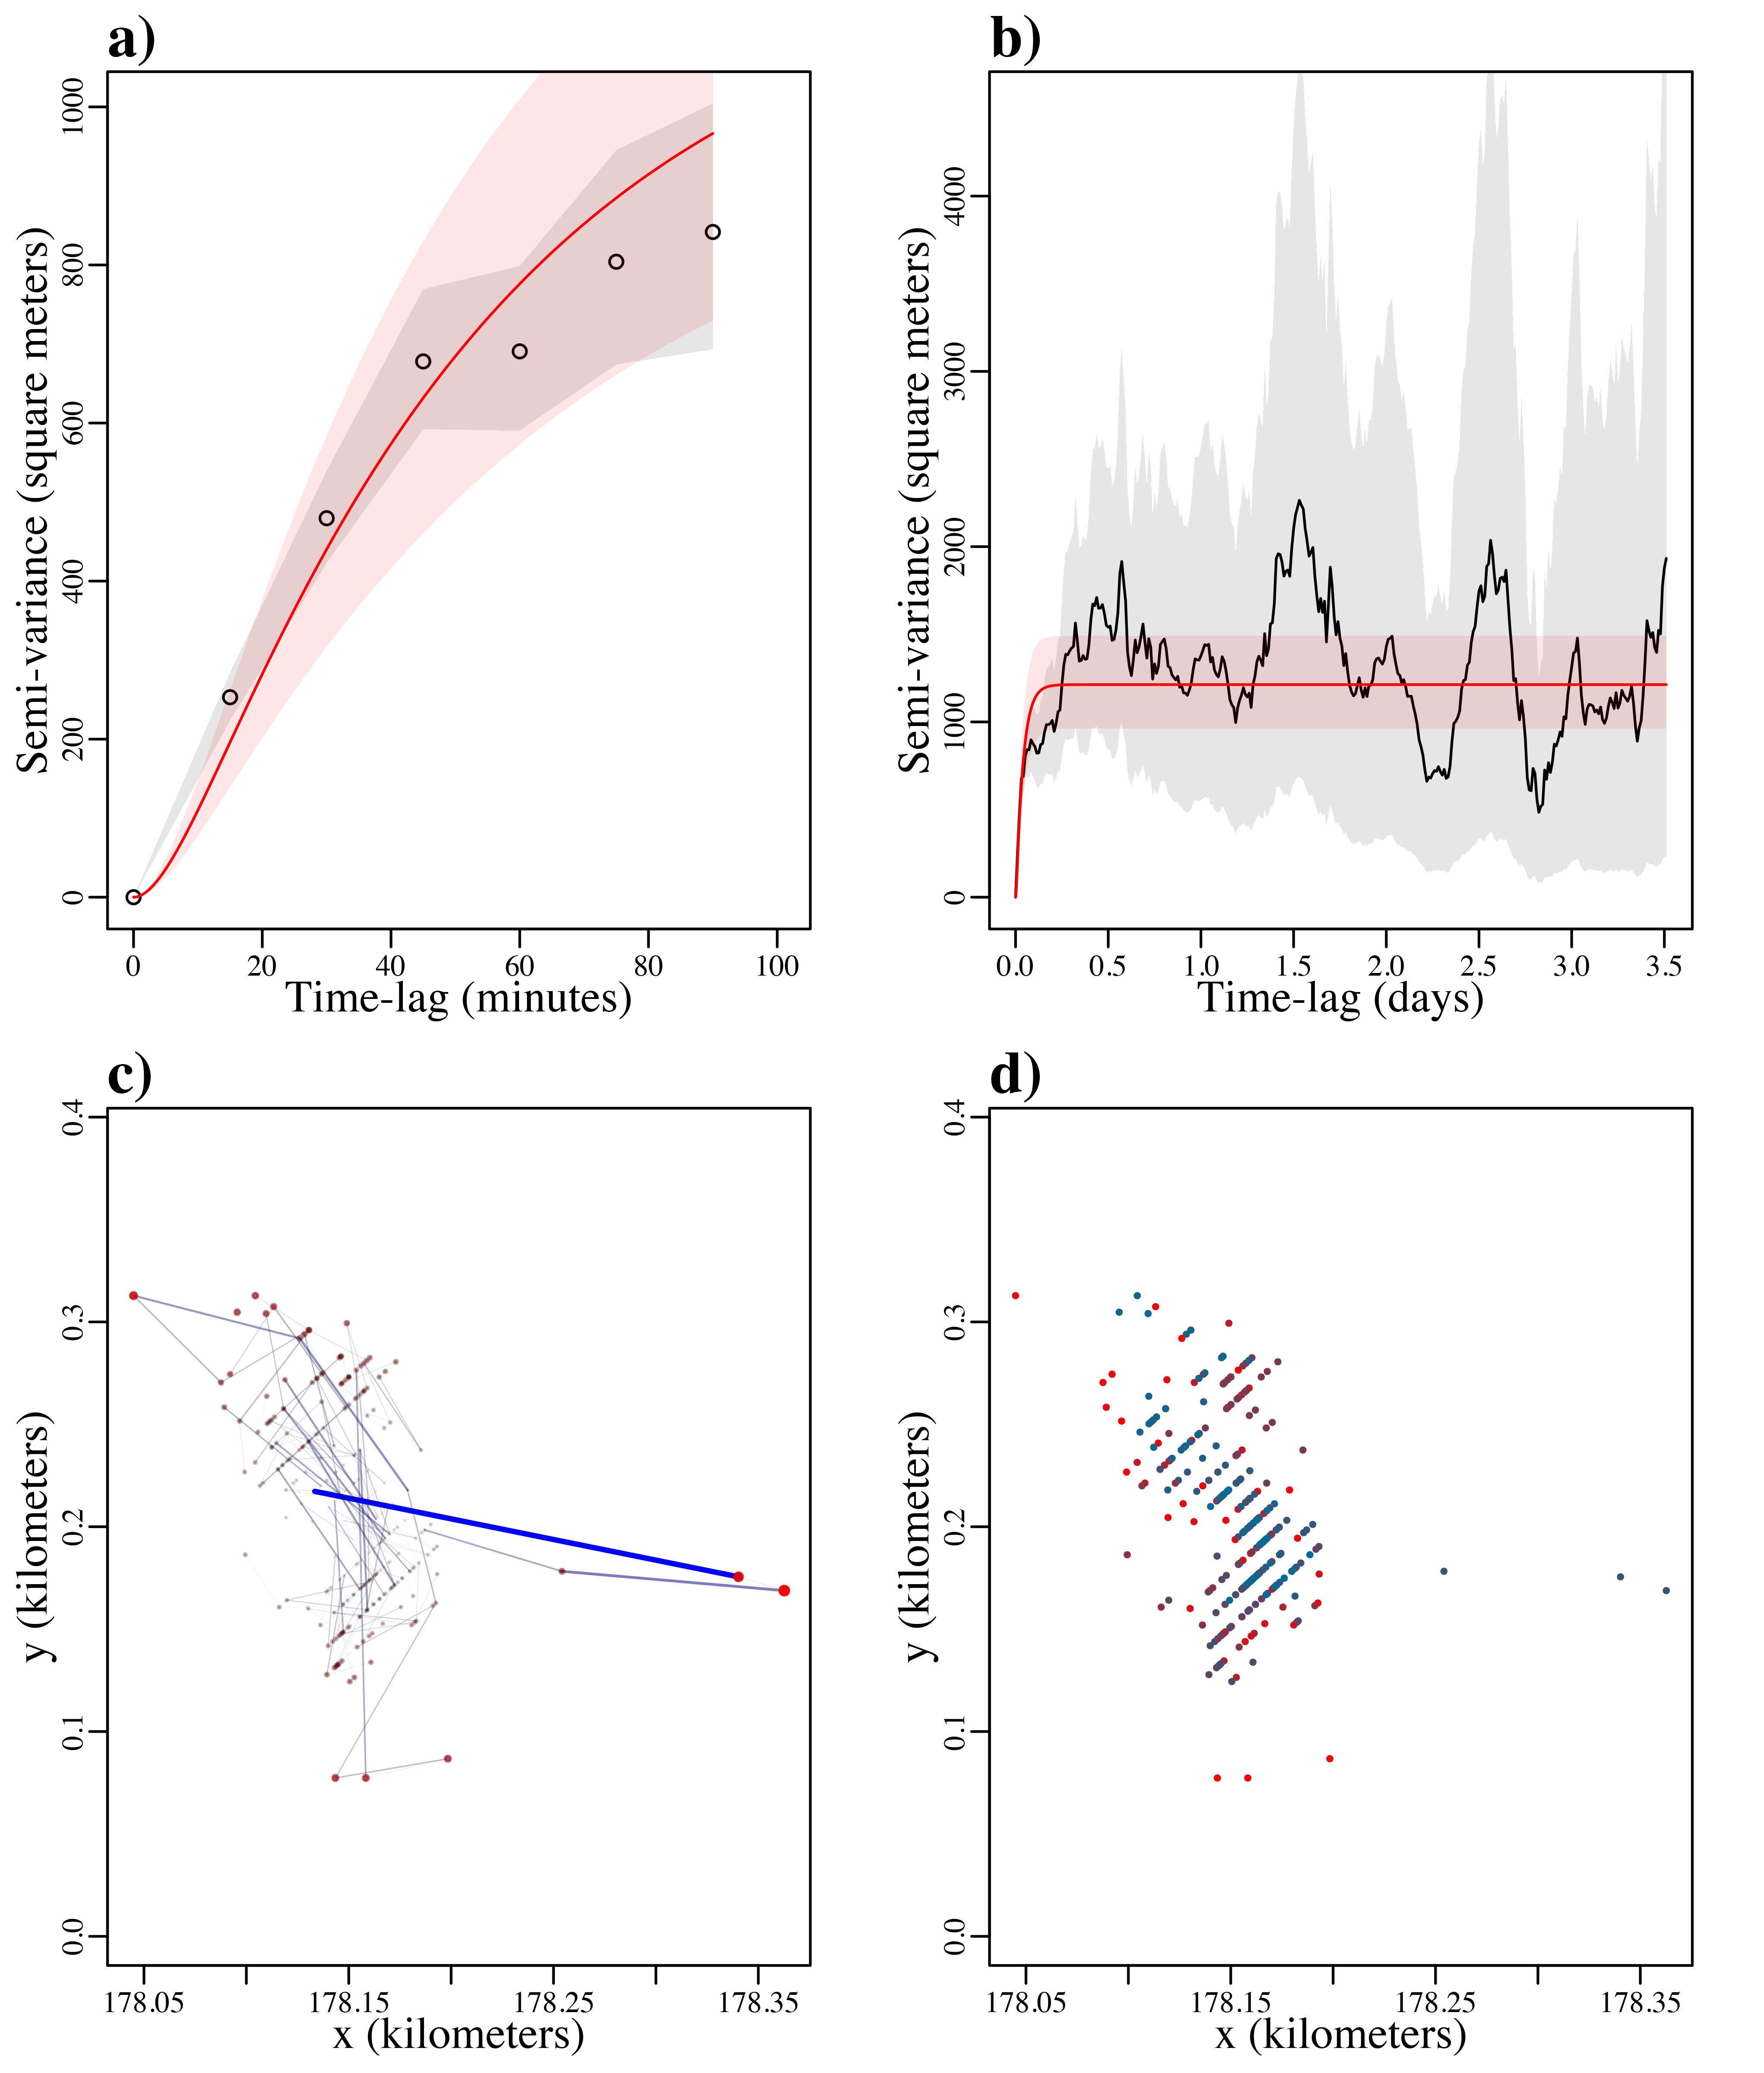 a)
Semi-variance (square meters)
0 200 400 600 800 1000
0 20 40 60 80 100
Time-lag (minutes)
b)
Semi-variance (square meters)
0 1000 2000 3000 4000
0.0 0.5 1.0 1.5 2.0 2.5 3.0 3.5
Time-lag (days)
c)
y (kilometers)
0.0 0.1 0.2 0.3 0.4
178.05 178.15 178.25 178.35
x (kilometers)
d)
y (kilometers)
0.0 0.1 0.2 0.3 0.4
178.05 178.15 178.25 178.35
x (kilometers)